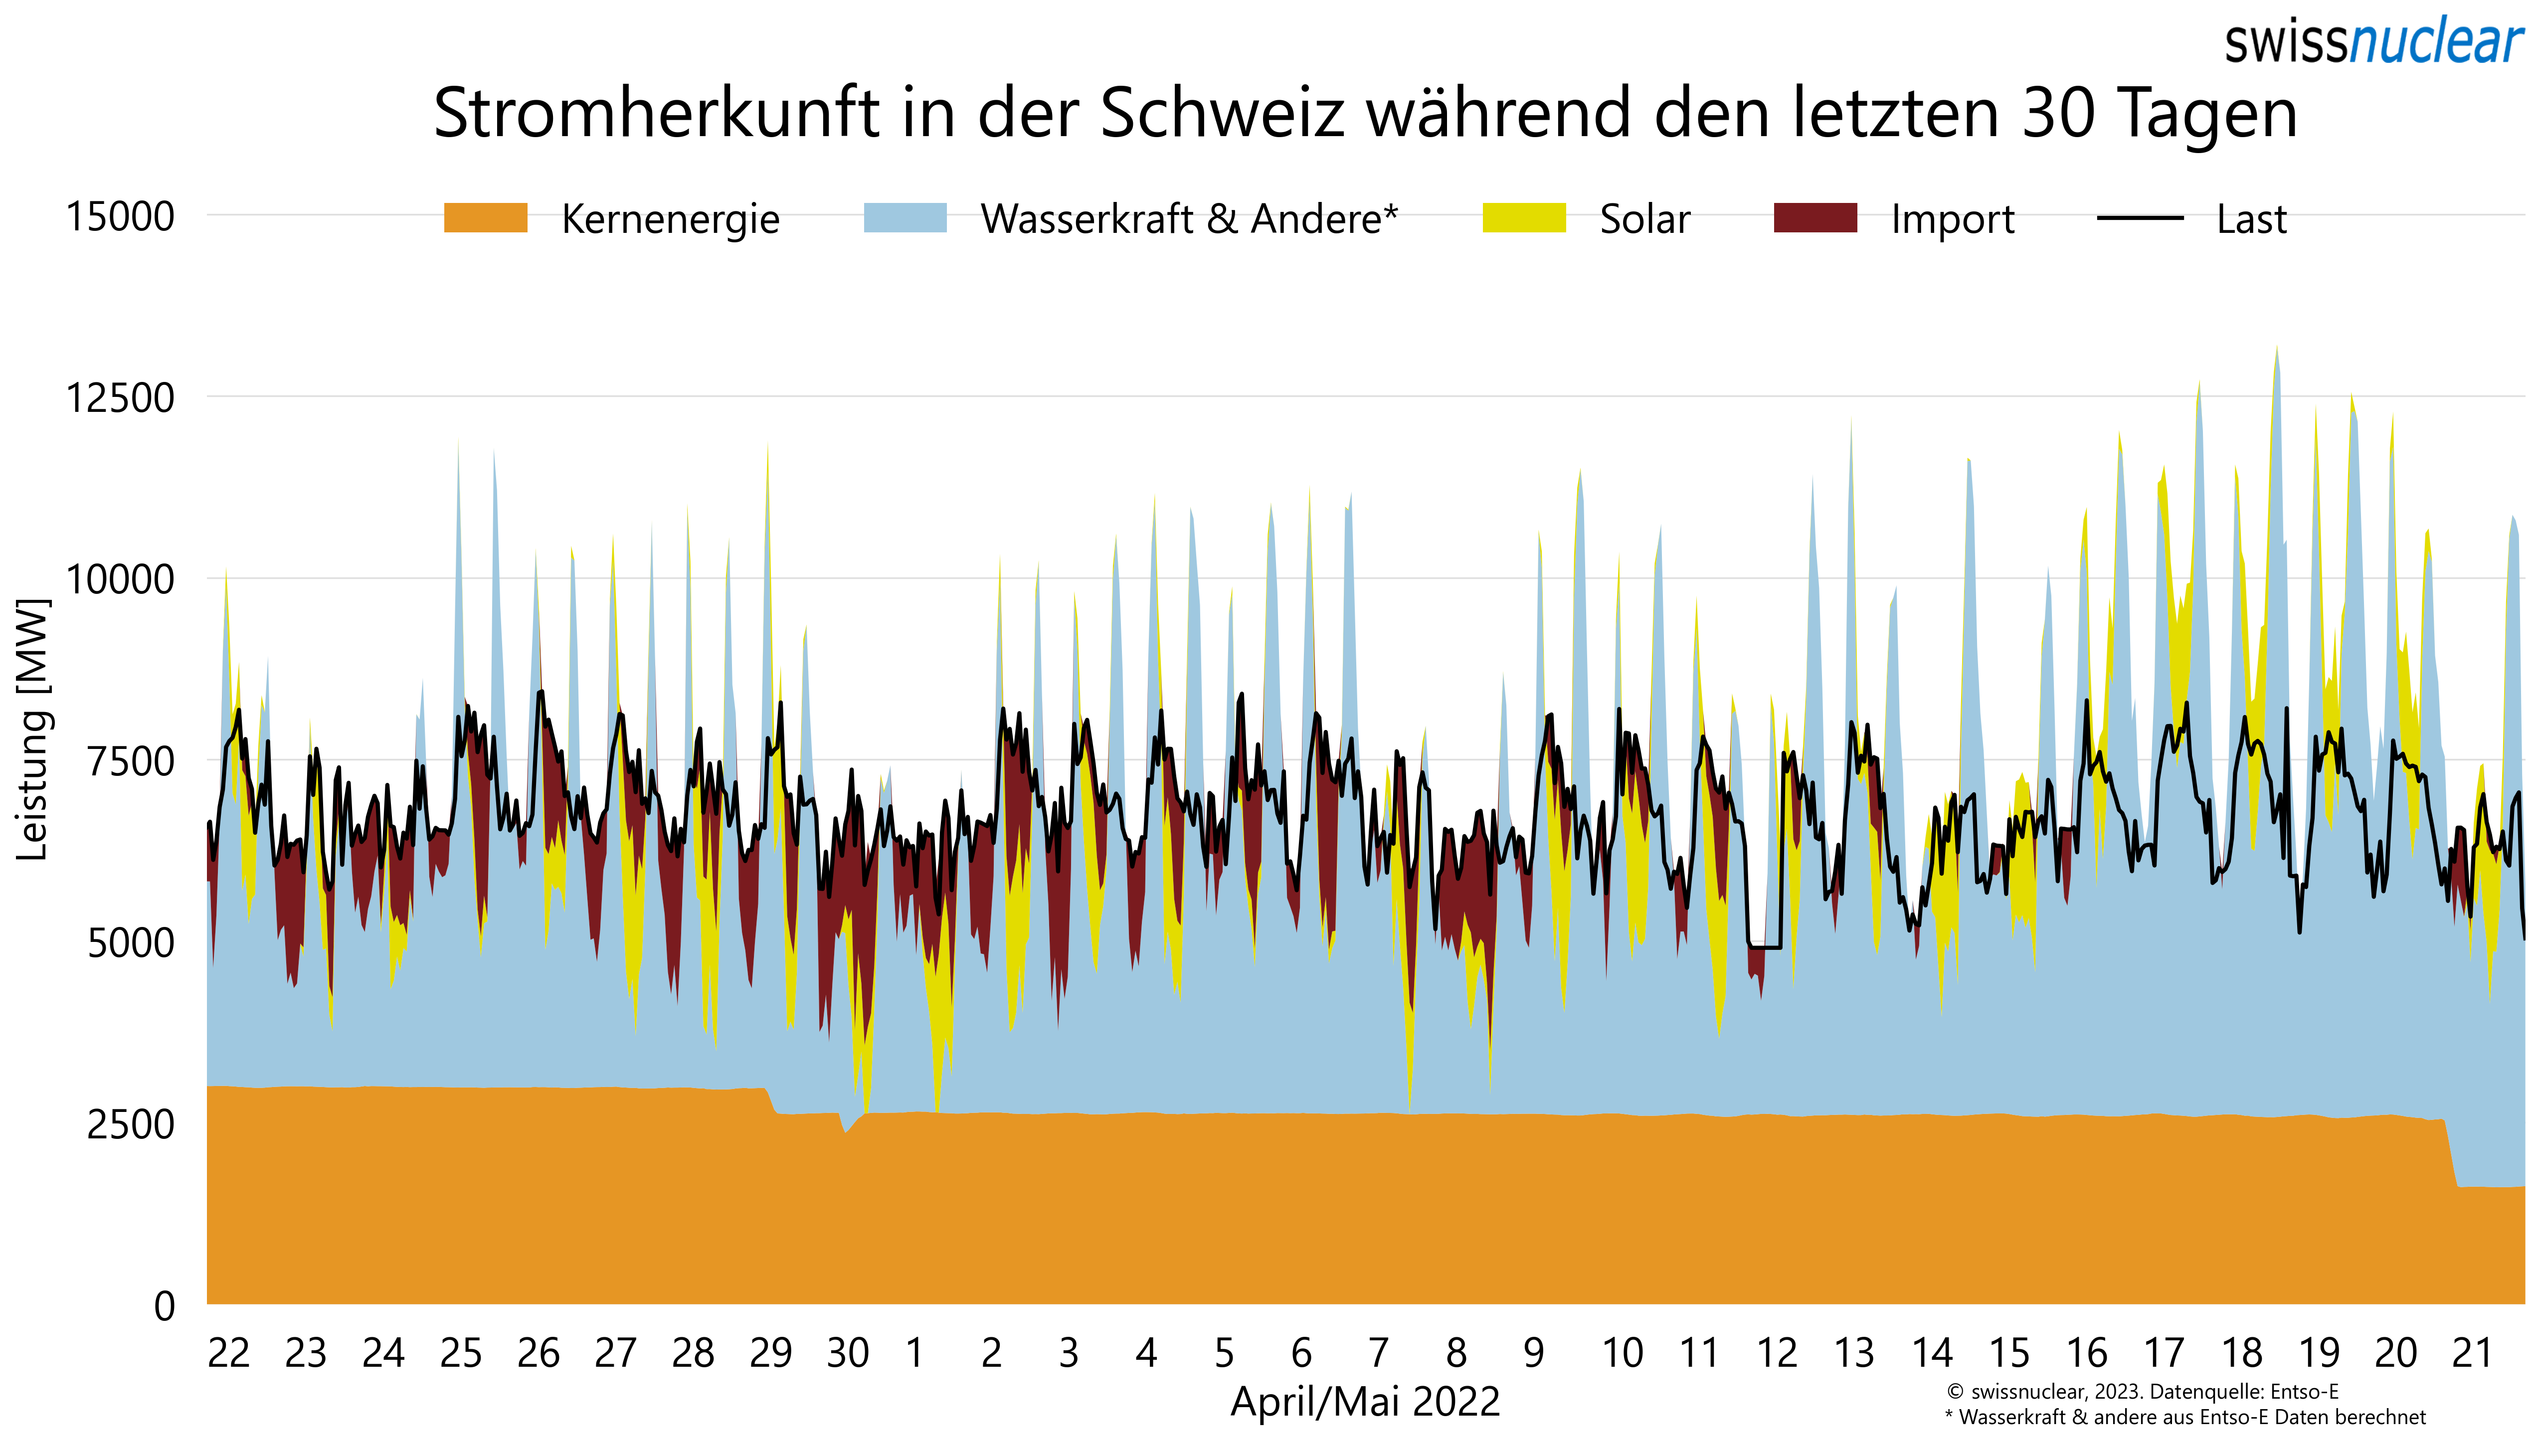 swissnuclear
Stromherkunft in der Schweiz während den letzten 30 Tagen
Kernenergie Wasserkraft & Andere* Solar Import Last
15000
12500
10000
7500
5000
2500
0
Leistung [MW]
22 23 24 25 26 27 28 29 30 1 2 3 4 5 6 7 8 9 10 11 12 13 14 15 16 17 18 19 20 21
April/Mai 2022
© swissnuclear, 2023. Datenquelle: Entso-E
* Wasserkraft & andere aus Entso-E Daten berechnet